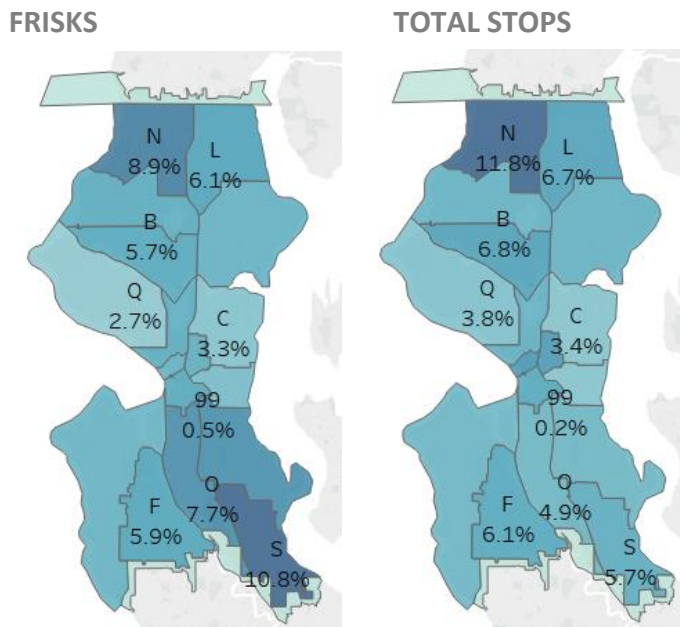 FRISKS
N
8.9%
L
6.1%
B
5.7%
Q
2.7%
C
3.3%
99
0.5%
O
7.7%
F
5.9%
S
10.8%
TOTAL STOPS
N
11.8%
L
6.7%
B
6.8%
Q
3.8%
C
3.4%
99
0.2%
O
4.9%
F
6.1%
S
5.7%